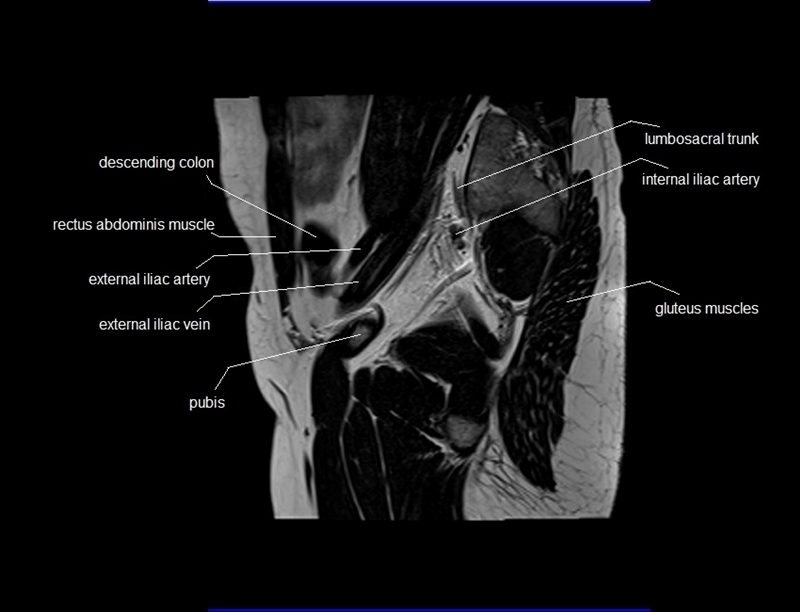 lumbosacral trunk
descending colon
internal iliac artery
rectus abdominis muscle
external iliac artery
gluteus muscles
external iliac vein
pubis